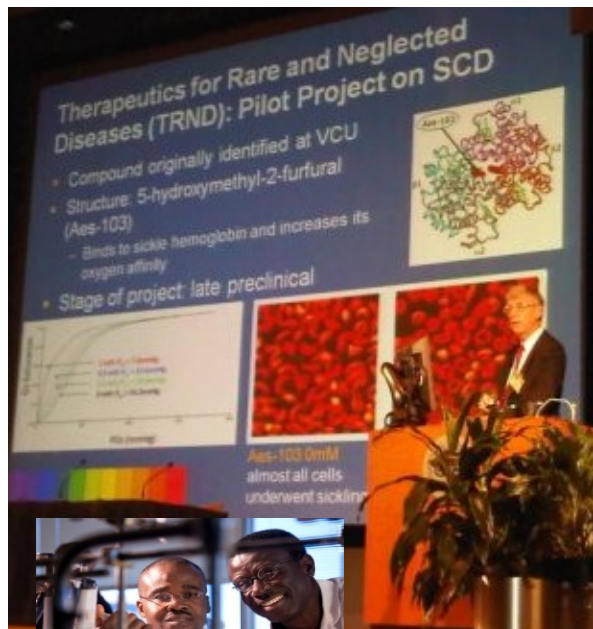 Therapeutics for Rare and Neglected
Diseases (TRND): Pilot Project on SCD
Compound originally identified at VCU
Structure: 5-hydroxymethyl-2-furfural
(Aes-103)
– Binds to sickle hemoglobin and increases its
oxygen affinity
Stage of project: late preclinical
Aes-103
Aes-103 0mM
almost all cells
underwent sickling